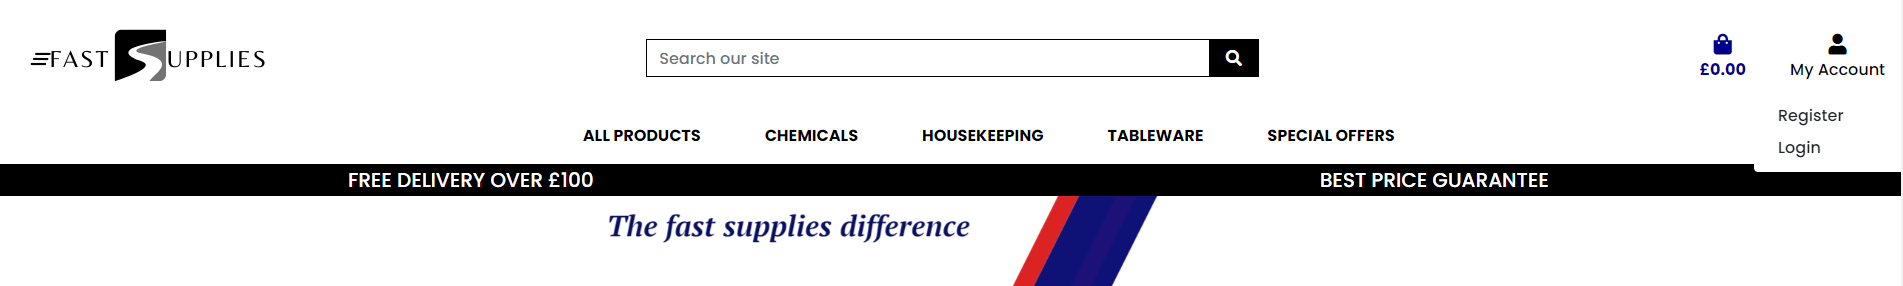 FAST SUPPLIES
Search our site
£0.00
My Account
Register
Login
ALL PRODUCTS CHEMICALS HOUSEKEEPING TABLEWARE SPECIAL OFFERS
FREE DELIVERY OVER £100 BEST PRICE GUARANTEE
The fast supplies difference